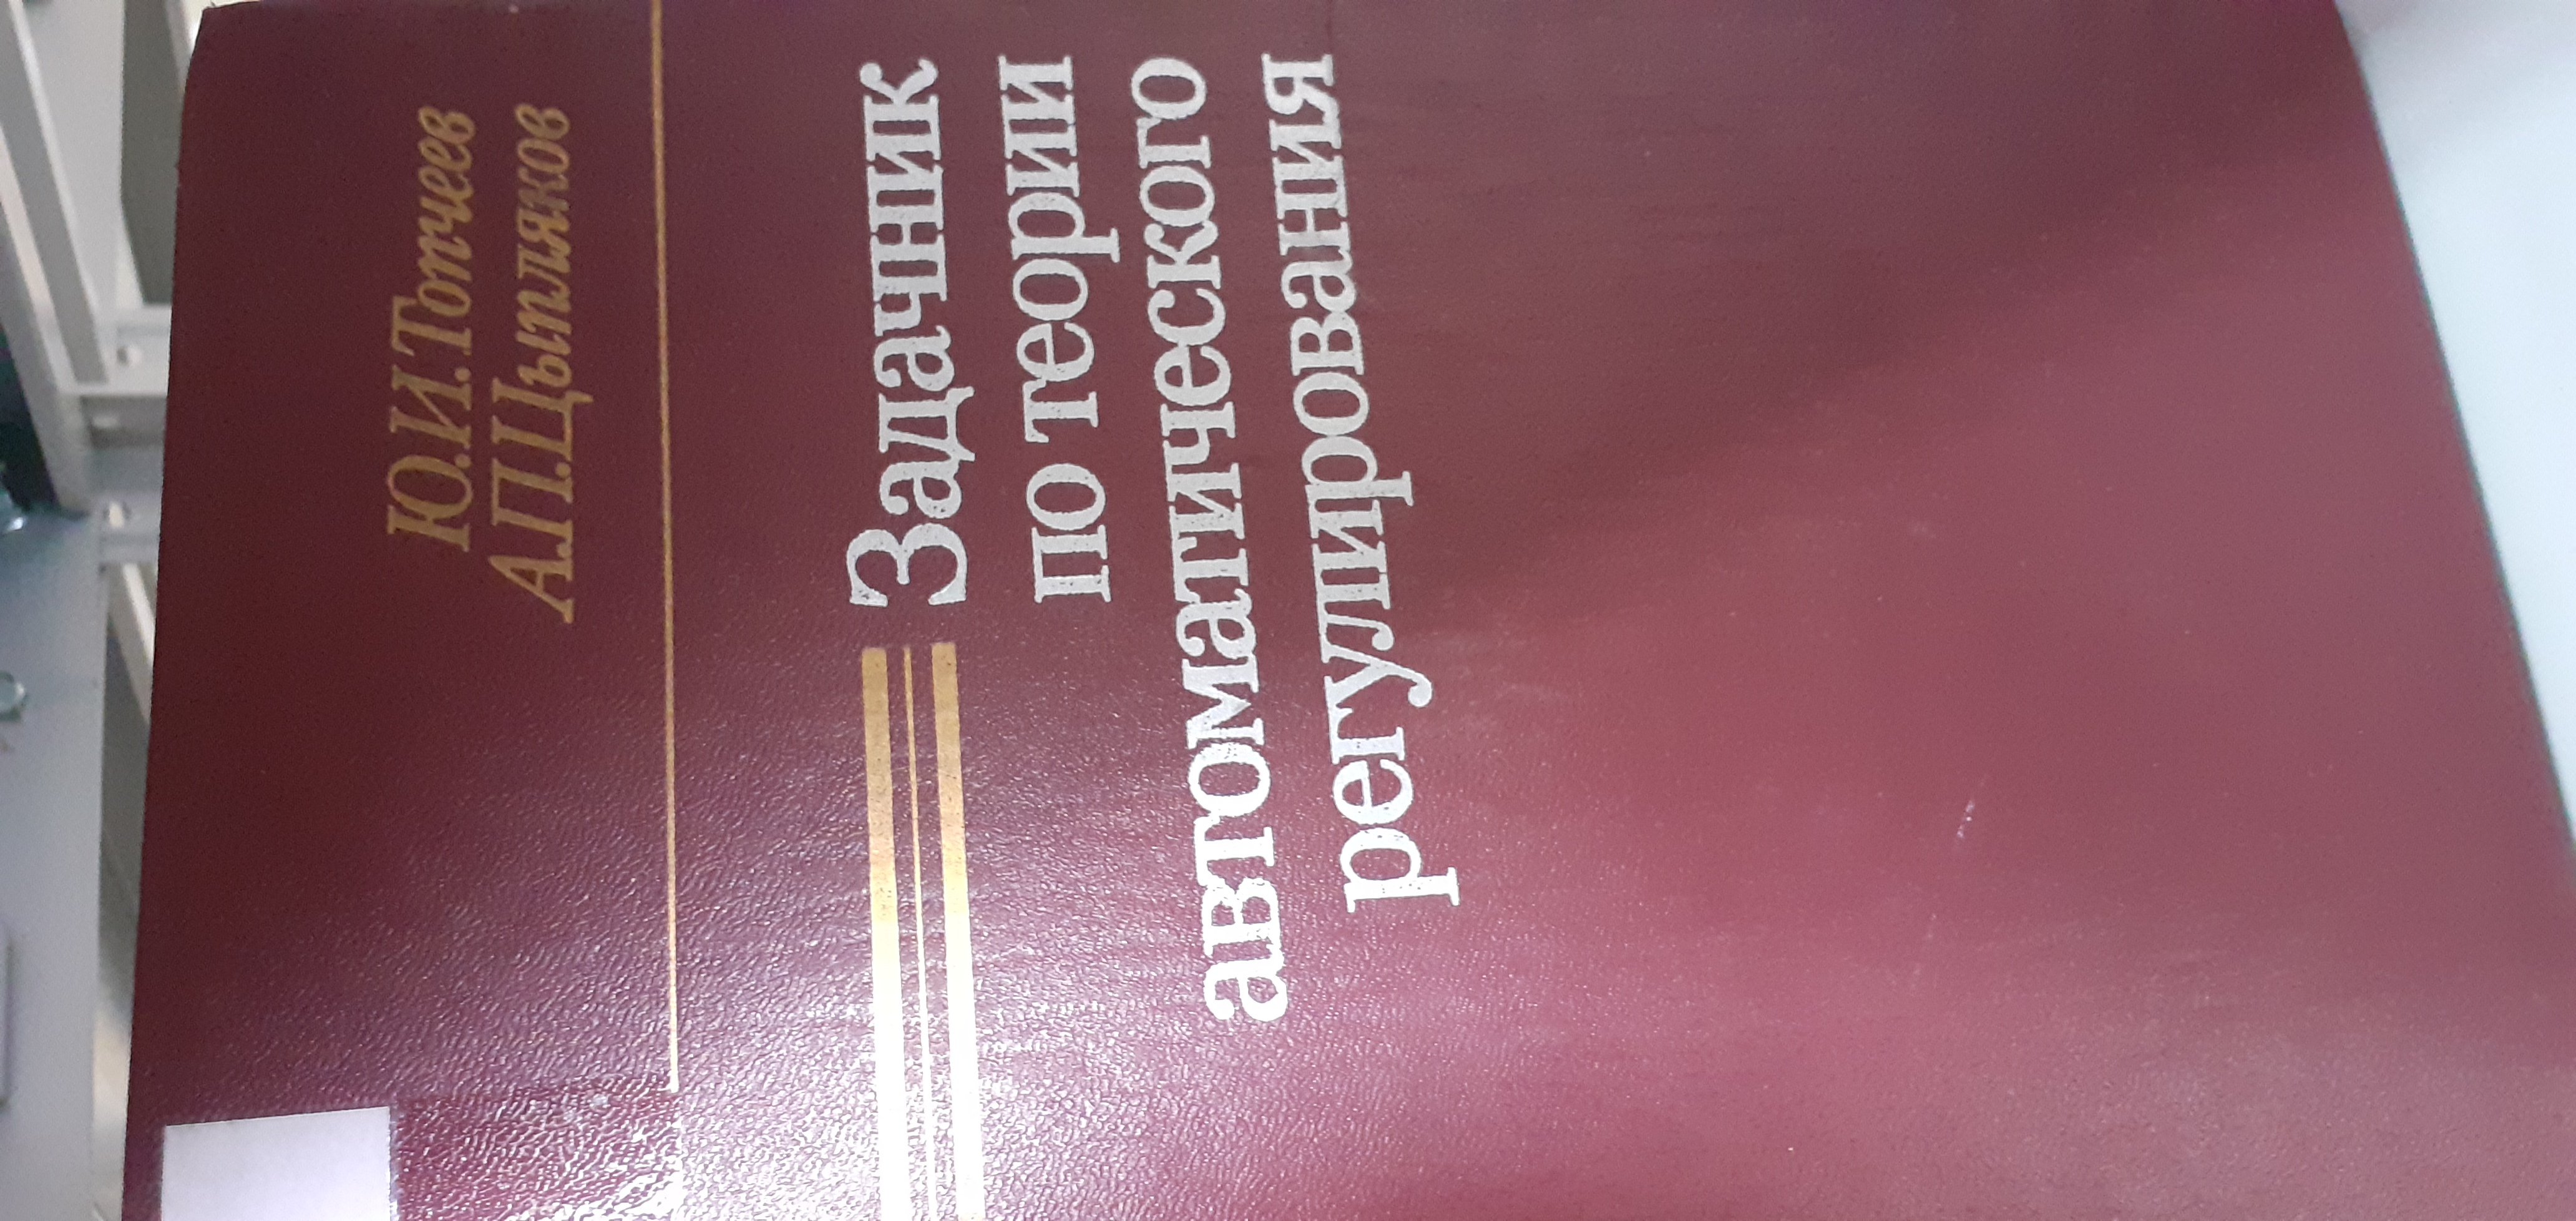 Ю.И.Топчеев
А.П.Цыпляков
Задачник
по теории
автоматического
регулирования